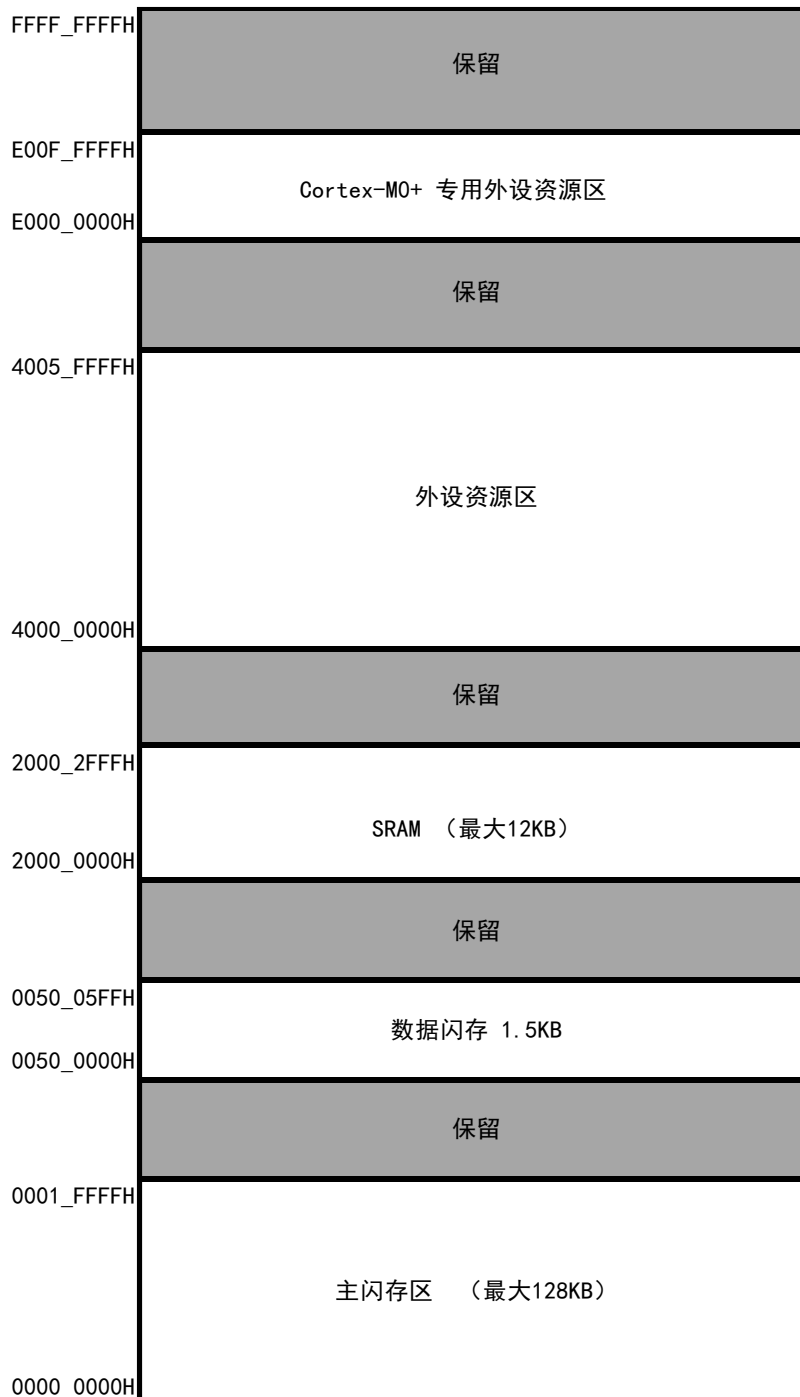 FFFF_FFFFH
保留
E00F_FFFFH
Cortex-M0+ 专用外设资源区
E000_0000H
保留
4005_FFFFH
外设资源区
4000_0000H
保留
2000_2FFFH
SRAM （最大12KB）
2000_0000H
保留
0050_05FFH
数据闪存 1.5KB
0050_0000H
保留
0001_FFFFH
主闪存区 （最大128KB）
0000_0000H